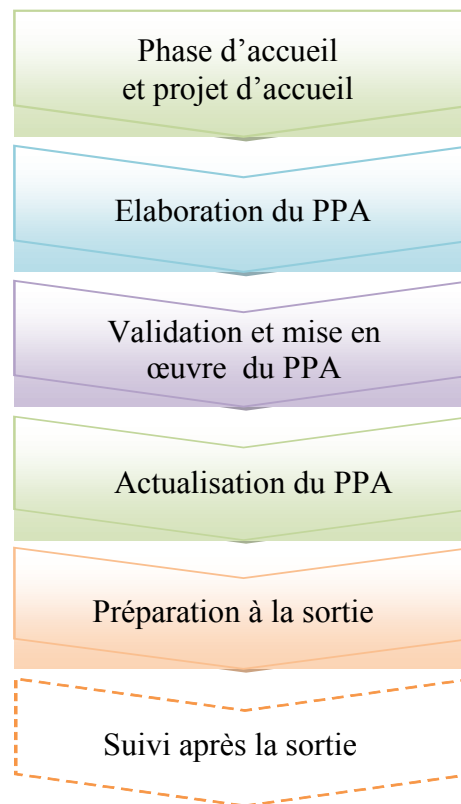 Phase d’accueil
et projet d’accueil
Elaboration du PPA
Validation et mise en
œuvre du PPA
Actualisation du PPA
Préparation à la sortie
Suivi après la sortie